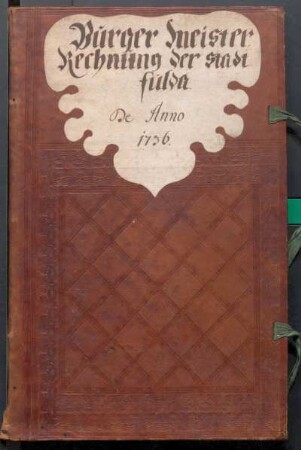 Bürger Meister
Rechnung der Stadt
fulda
De Anno
1736.